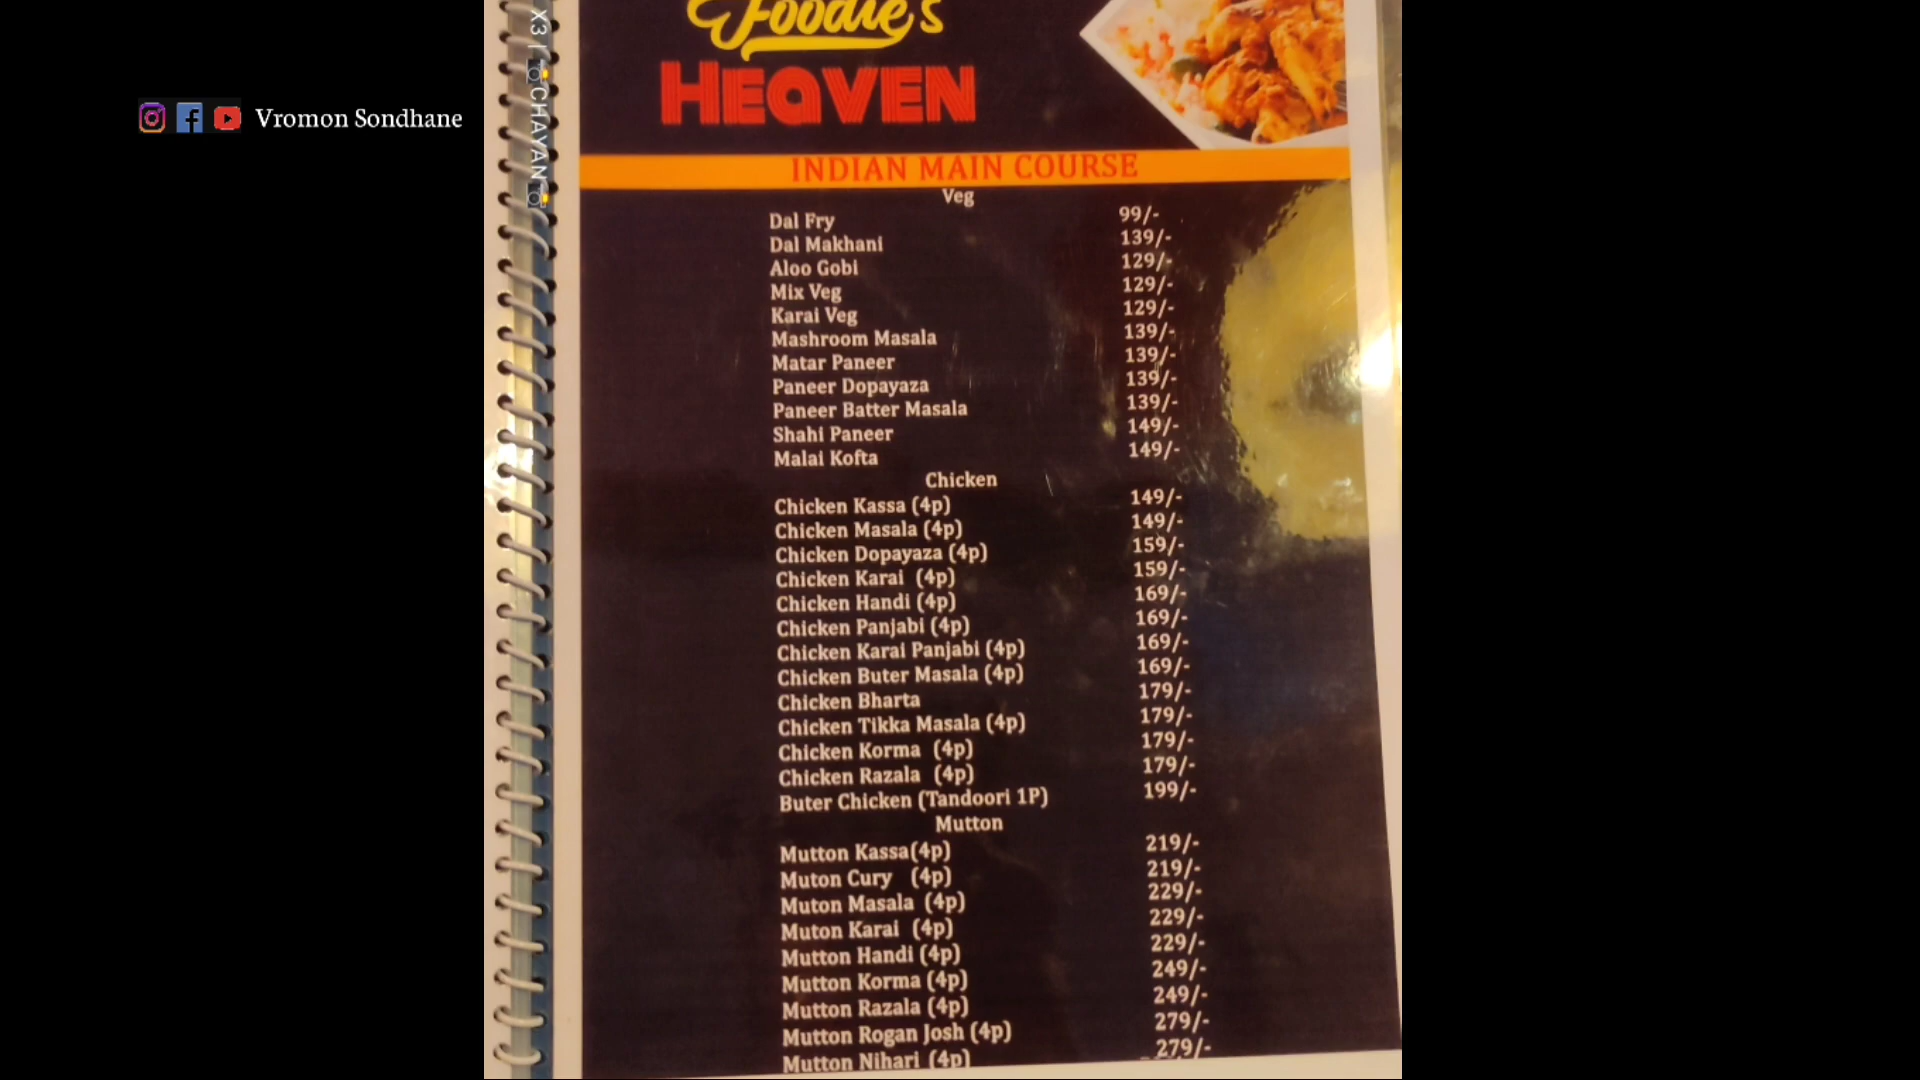 Vromon Sondhane
X3 | CHAYAN
Foodie's
HEAVEN
INDIAN MAIN COURSE
Veg
Dal Fry 99/-
Dal Makhani 139/-
Aloo Gobi 129/-
Mix Veg 129/-
Karai Veg 129/-
Mashroom Masala 139/-
Matar Paneer 139/-
Paneer Dopayaza 139/-
Paneer Batter Masala 139/-
Shahi Paneer 149/-
Malai Kofta 149/-
Chicken
Chicken Kassa (4p) 149/-
Chicken Masala (4p) 149/-
Chicken Dopayaza (4p) 159/-
Chicken Karai (4p) 159/-
Chicken Handi (4p) 169/-
Chicken Panjabi (4p) 169/-
Chicken Karai Panjabi (4p) 169/-
Chicken Buter Masala (4p) 169/-
Chicken Bharta 179/-
Chicken Tikka Masala (4p) 179/-
Chicken Korma (4p) 179/-
Chicken Razala (4p) 179/-
Buter Chicken (Tandoori 1P) 199/-
Mutton
Mutton Kassa(4p) 219/-
Muton Cury (4p) 219/-
Muton Masala (4p) 229/-
Muton Karai (4p) 229/-
Mutton Handi (4p) 229/-
Mutton Korma (4p) 249/-
Mutton Razala (4p) 249/-
Mutton Rogan Josh (4p) 279/-
Mutton Nihari (4p) 279/-